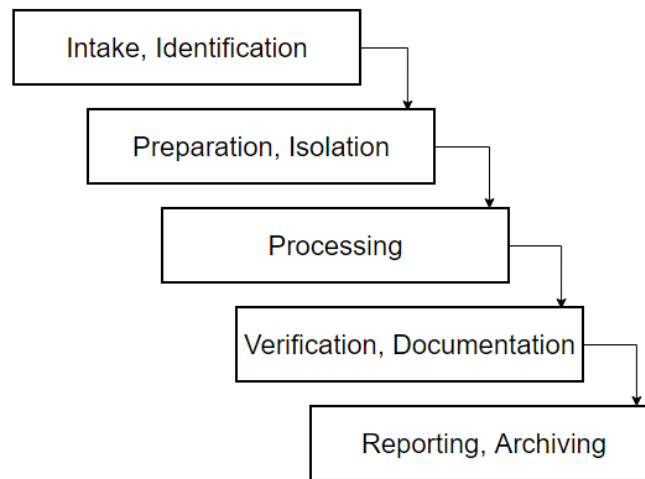 Intake, Identification
Preparation, Isolation
Processing
Verification, Documentation
Reporting, Archiving